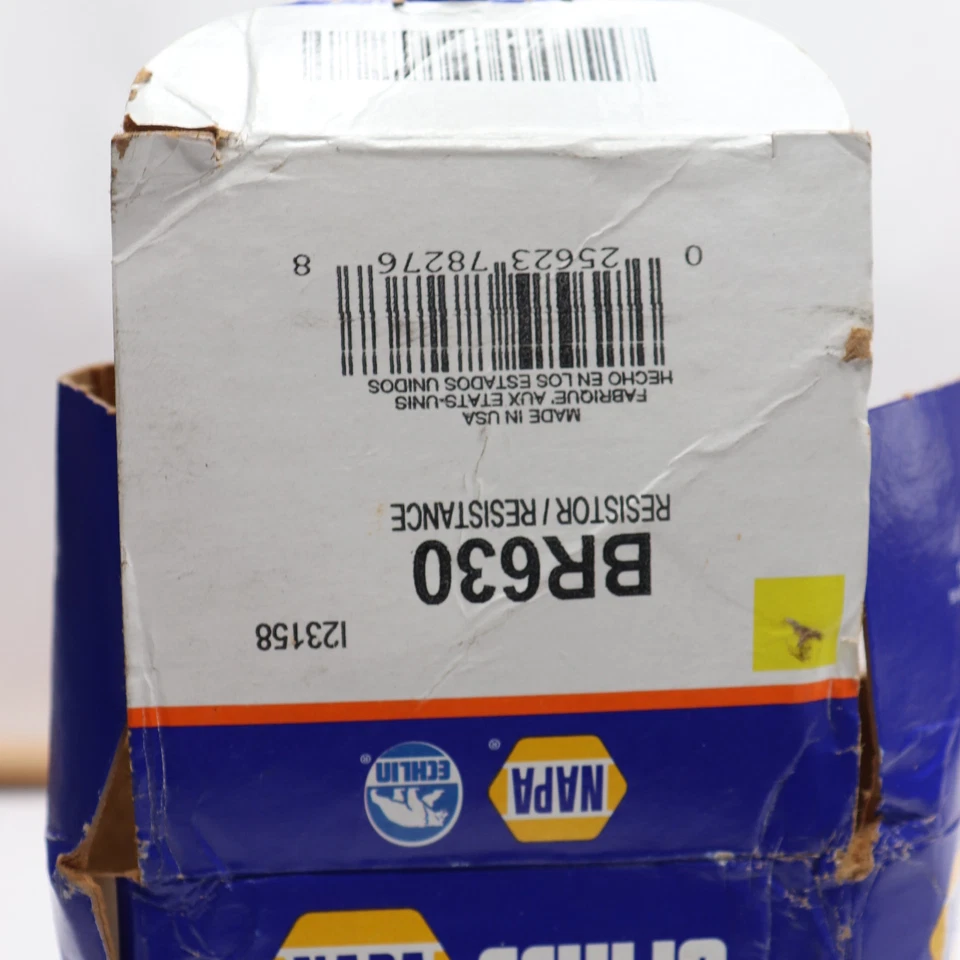 NAPA® ECHLIN®
I23158
BR630
RESISTOR / RESISTANCE
MADE IN USA
FABRIQUE' AUX ETATS-UNIS
HECHO EN LOS ESTADOS UNIDOS
0 25623 78276 8